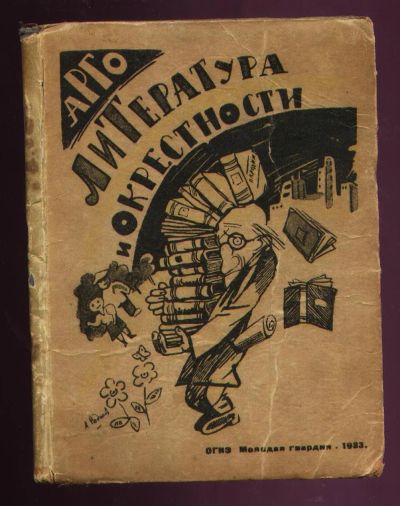 АРГО
ЛИТЕРАТУРА
и ОКРЕСТНОСТИ
ОГИЗ Молодая гвардия · 1933.